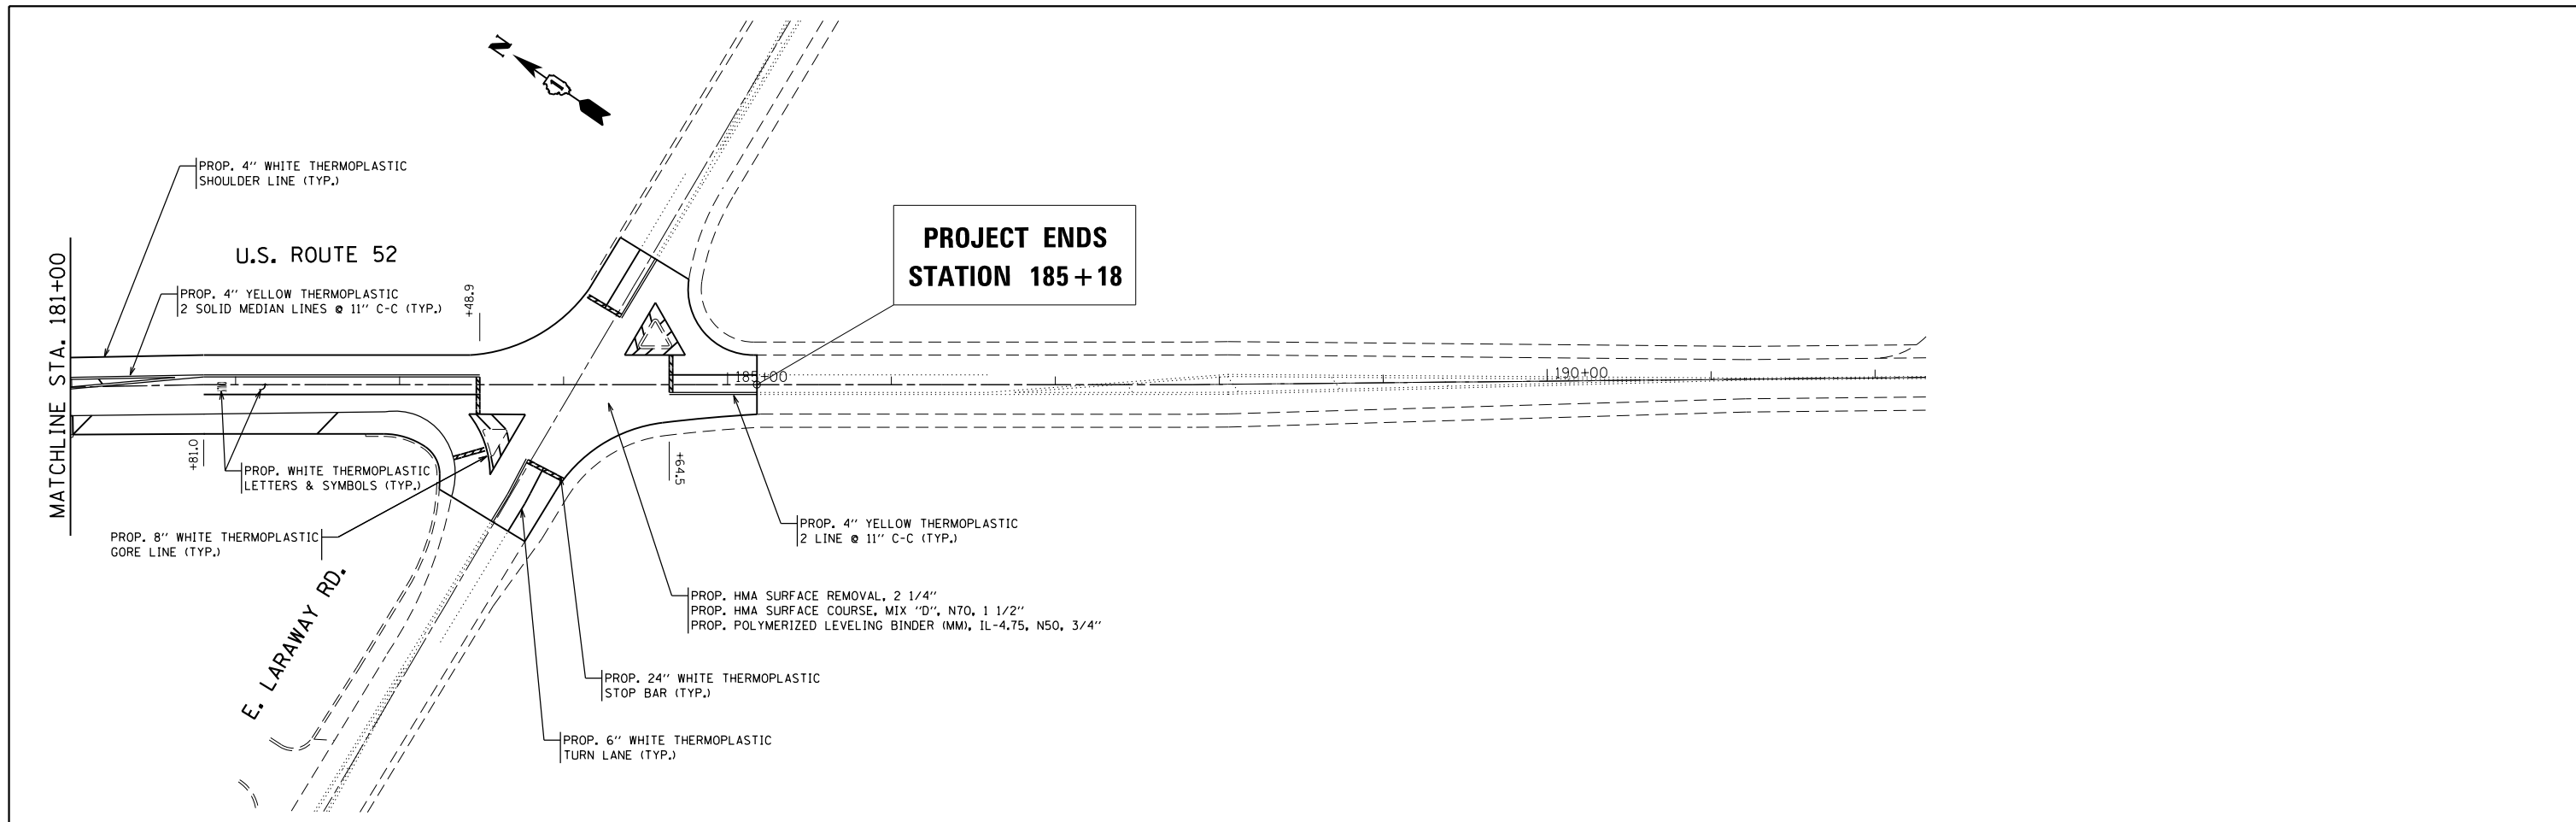 N
PROP. 4" WHITE THERMOPLASTIC
SHOULDER LINE (TYP.)
U.S. ROUTE 52
PROP. 4" YELLOW THERMOPLASTIC
2 SOLID MEDIAN LINES @ 11" C-C (TYP.)
+48.9
MATCHLINE STA. 181+00
PROJECT ENDS
STATION 185+18
185+00
190+00
+81.0
+64.5
PROP. WHITE THERMOPLASTIC
LETTERS & SYMBOLS (TYP.)
PROP. 8" WHITE THERMOPLASTIC
GORE LINE (TYP.)
PROP. 4" YELLOW THERMOPLASTIC
2 LINE @ 11" C-C (TYP.)
E. LARAWAY RD.
PROP. HMA SURFACE REMOVAL, 2 1/4"
PROP. HMA SURFACE COURSE, MIX "D", N70, 1 1/2"
PROP. POLYMERIZED LEVELING BINDER (MM), IL-4.75, N50, 3/4"
PROP. 24" WHITE THERMOPLASTIC
STOP BAR (TYP.)
PROP. 6" WHITE THERMOPLASTIC
TURN LANE (TYP.)